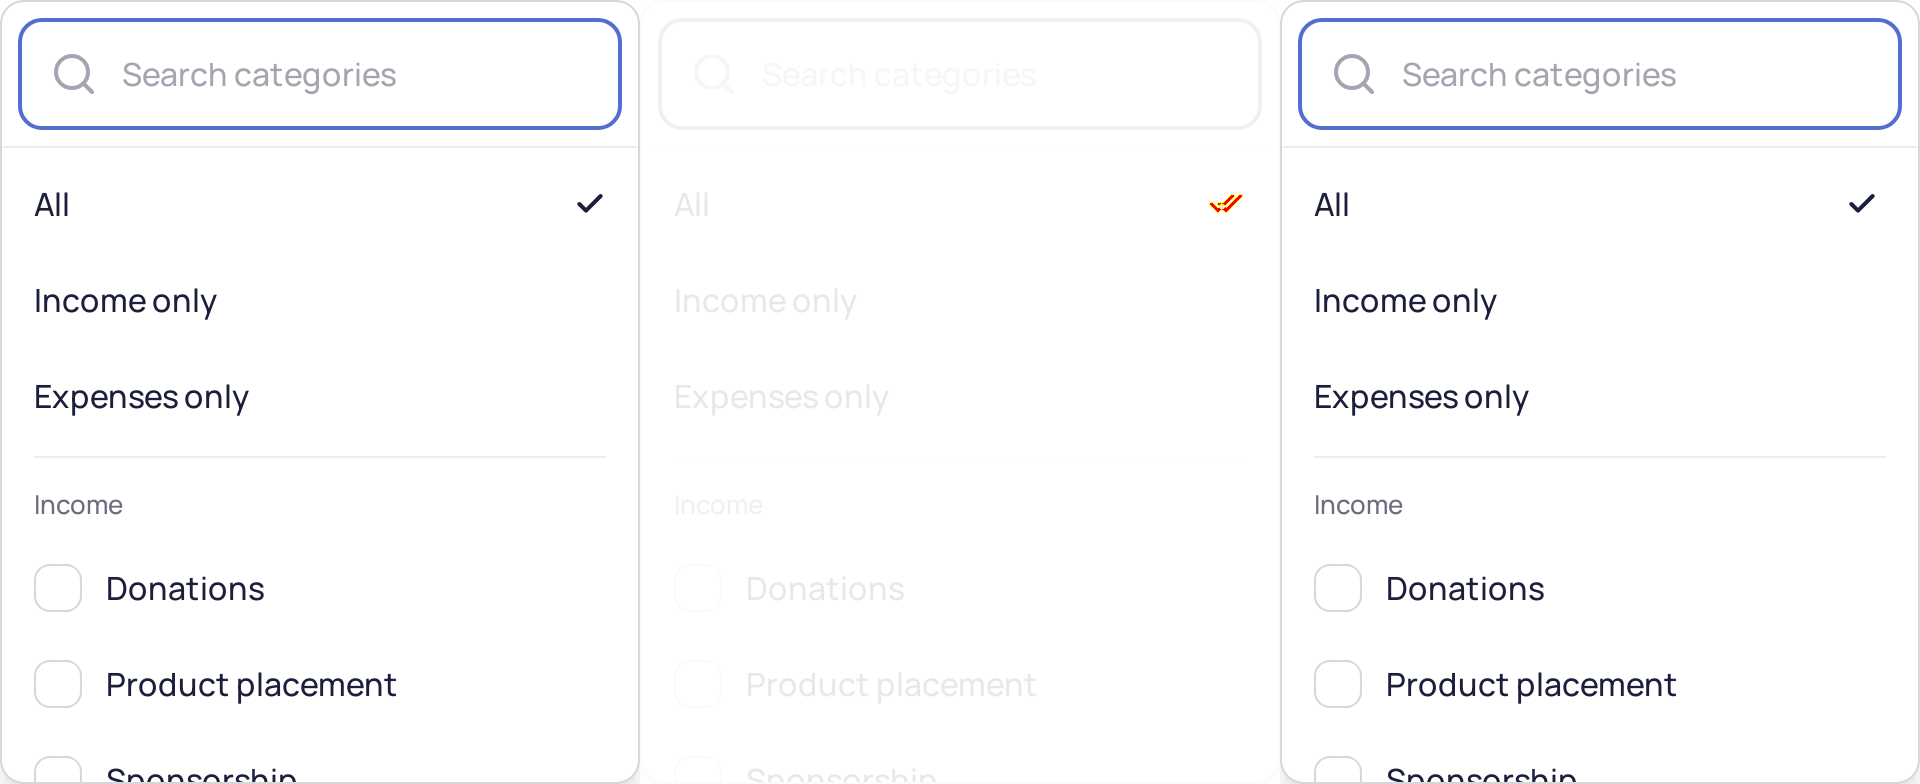 Search categories
All
Income only
Expenses only
Income
Donations
Product placement
Sponsorship
Search categories
All
Income only
Expenses only
Income
Donations
Product placement
Sponsorship
Search categories
All
Income only
Expenses only
Income
Donations
Product placement
Sponsorship